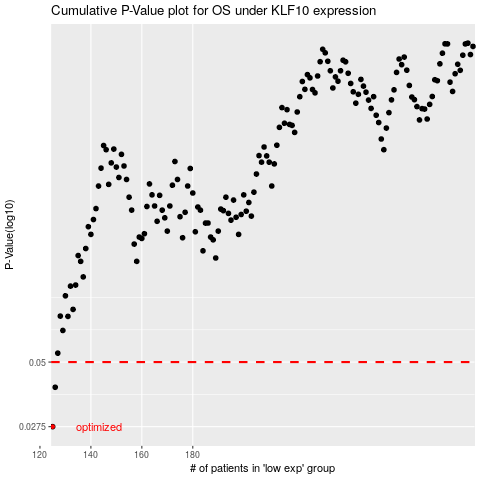 Cumulative P-Value plot for OS under KLF10 expression
P-Value(log10)
0.05
0.0275
optimized
120 140 160 180
# of patients in 'low exp' group